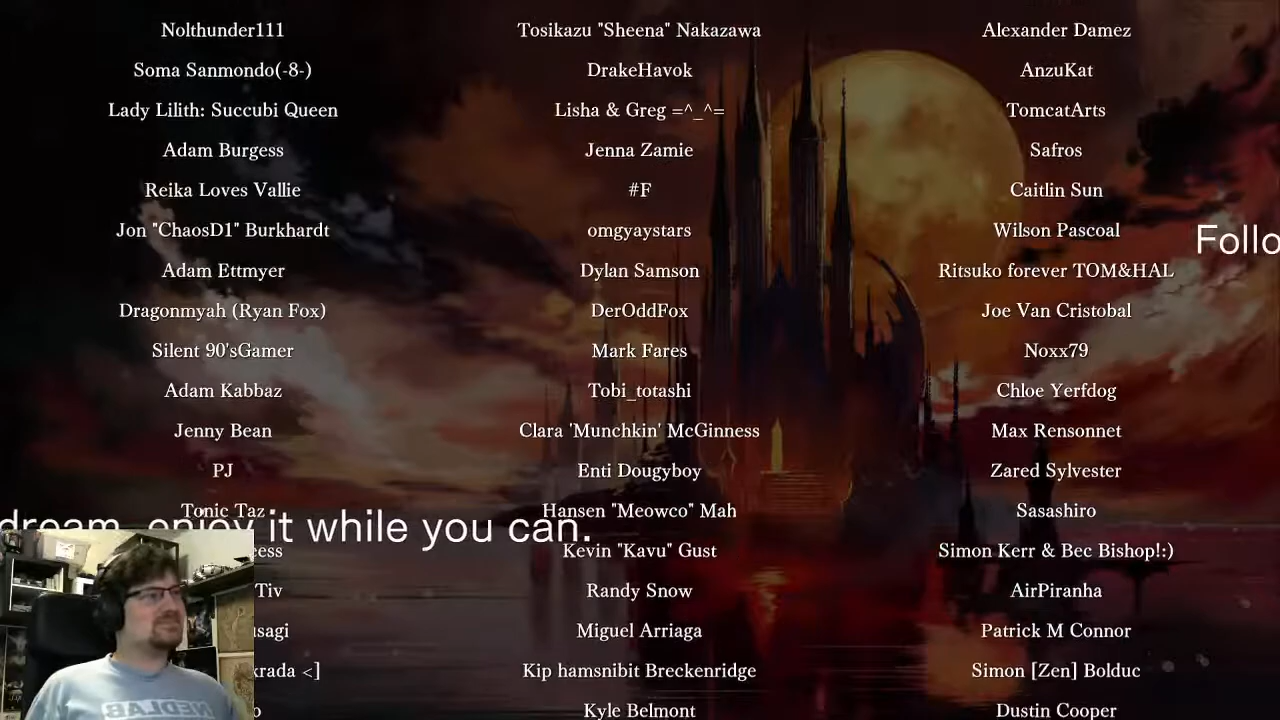 Nolthunder111 Tosikazu "Sheena" Nakazawa Alexander Damez
Soma Sanmondo(-8-) DrakeHavok AnzuKat
Lady Lilith: Succubi Queen Lisha & Greg =^_^= TomcatArts
Adam Burgess Jenna Zamie Safros
Reika Loves Vallie #F Caitlin Sun
Jon "ChaosD1" Burkhardt omgyaystars Wilson Pascoal
Follo
Adam Ettmyer Dylan Samson Ritsuko forever TOM&HAL
Dragonmyah (Ryan Fox) DerOddFox Joe Van Cristobal
Silent 90'sGamer Mark Fares Noxx79
Adam Kabbaz Tobi_totashi Chloe Yerfdog
Jenny Bean Clara 'Munchkin' McGinness Max Rensonnet
PJ Enti Dougyboy Zared Sylvester
Tonic Taz Hansen "Meowco" Mah Sasashiro
dream, enjoy it while you can.
eess Kevin "Kavu" Gust Simon Kerr & Bec Bishop!:)
Tiv Randy Snow AirPiranha
usagi Miguel Arriaga Patrick M Connor
krada <] Kip hamsnibit Breckenridge Simon [Zen] Bolduc
o Kyle Belmont Dustin Cooper